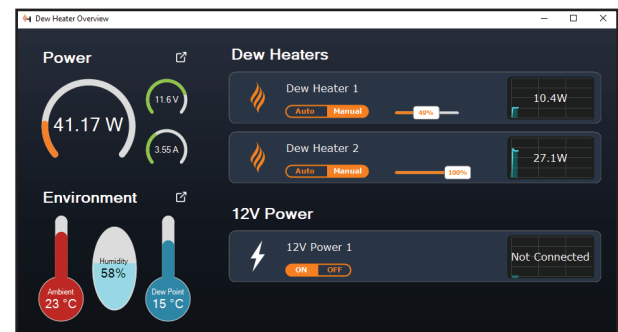 Dew Heater Overview
Power
41.17 W
11.6 V
3.55 A
Environment
Ambient
23 °C
Humidity
58%
Dew Point
15 °C
Dew Heaters
Dew Heater 1
Auto Manual
49%
10.4W
Dew Heater 2
Auto Manual
100%
27.1W
12V Power
12V Power 1
ON OFF
Not Connected